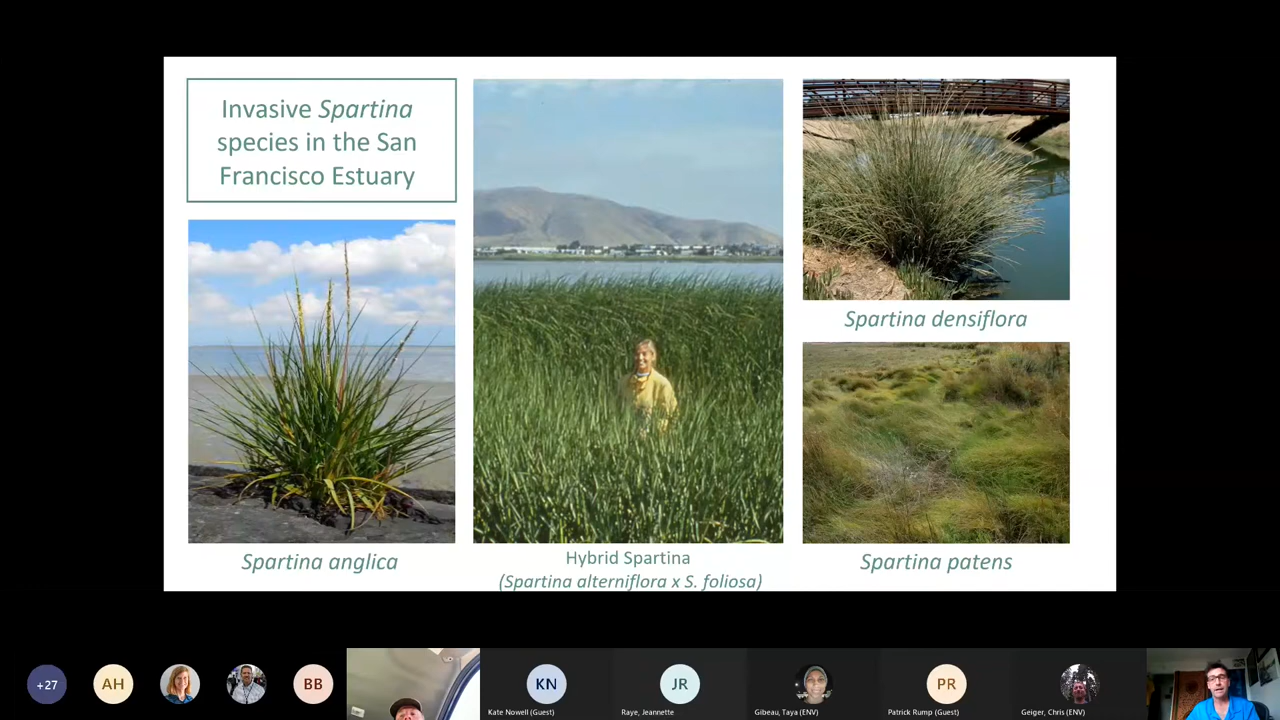 Invasive Spartina
species in the San
Francisco Estuary
Spartina anglica
Hybrid Spartina
(Spartina alterniflora x S. foliosa)
Spartina densiflora
Spartina patens
+27
AH
BB
KN
Kate Nowell (Guest)
JR
Raye, Jeannette
Gibeau, Taya (ENV)
PR
Patrick Rump (Guest)
Geiger, Chris (ENV)